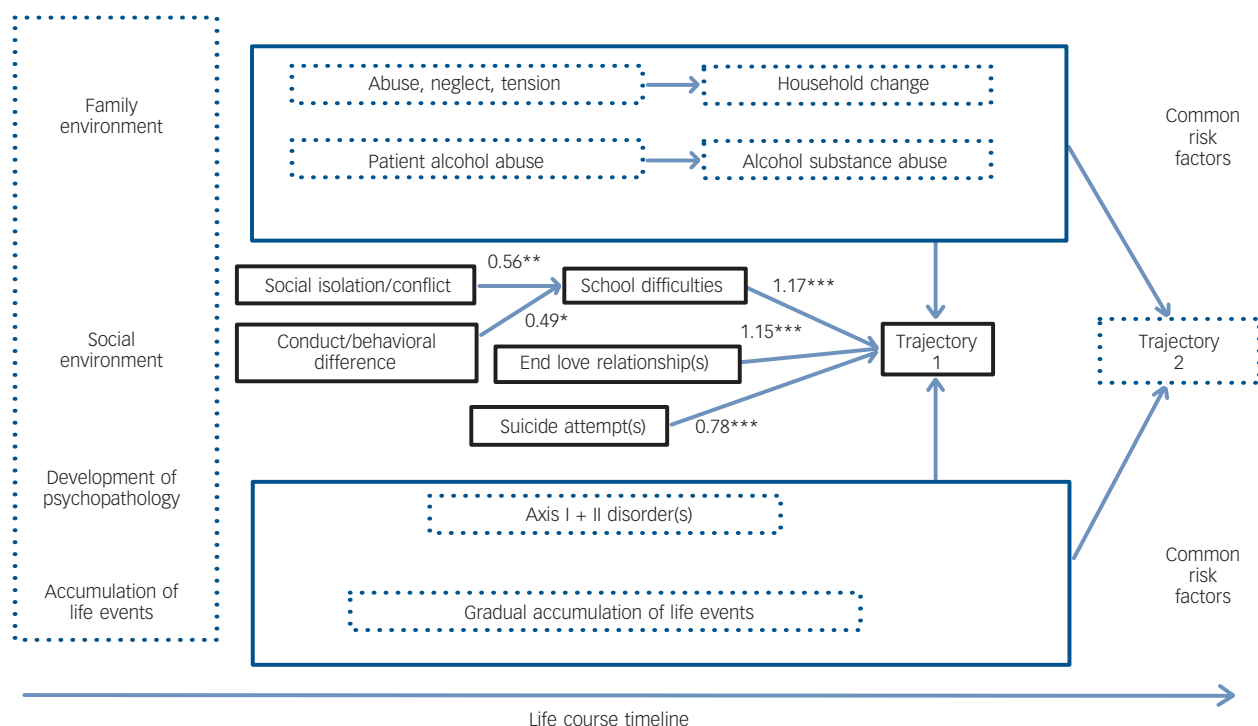 Family
environment
Abuse, neglect, tension
Household change
Patient alcohol abuse
Alcohol substance abuse
Common
risk
factors
Social
environment
Social isolation/conflict
0.56**
School difficulties
1.17***
Conduct/behavioral
difference
0.49*
1.15***
End love relationship(s)
Suicide attempt(s)
0.78***
Trajectory
1
Trajectory
2
Development of
psychopathology
Axis I + II disorder(s)
Accumulation of
life events
Gradual accumulation of life events
Common
risk
factors
Life course timeline